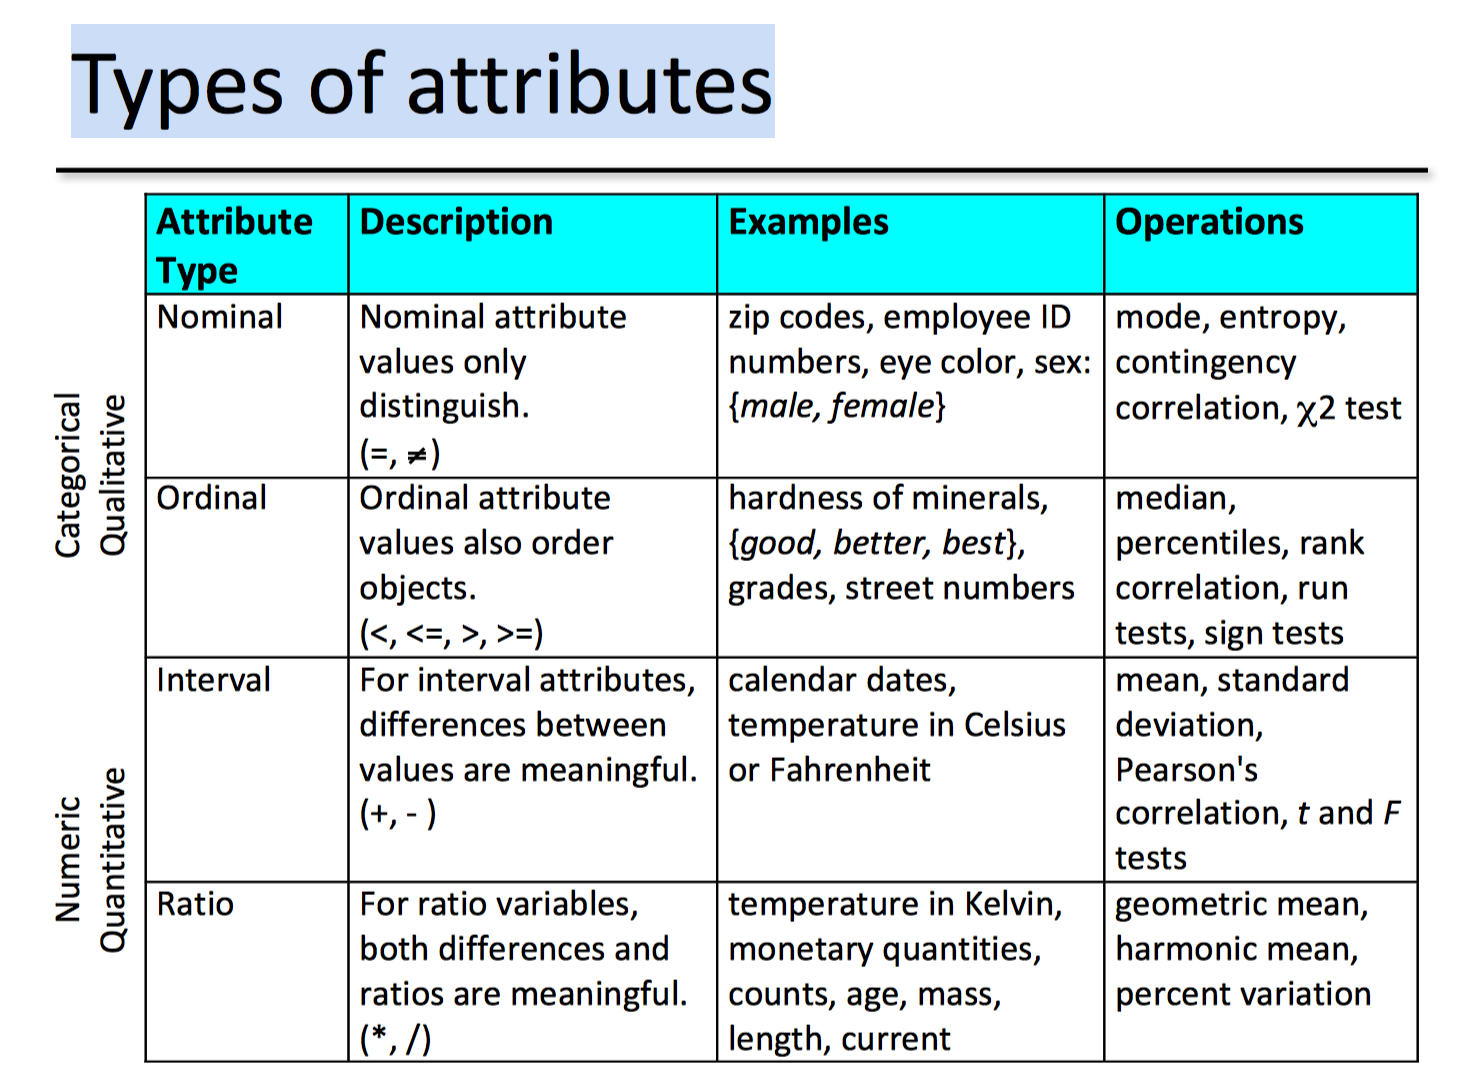 Types of attributes
Attribute
Type
Description
Examples
Operations
Categorical
Qualitative
Nominal
Nominal attribute
values only
distinguish.
(=, ≠)
zip codes, employee ID
numbers, eye color, sex:
{male, female}
mode, entropy,
contingency
correlation, χ2 test
Ordinal
Ordinal attribute
values also order
objects.
(<, <=, >, >=)
hardness of minerals,
{good, better, best},
grades, street numbers
median,
percentiles, rank
correlation, run
tests, sign tests
Numeric
Quantitative
Interval
For interval attributes,
differences between
values are meaningful.
(+, - )
calendar dates,
temperature in Celsius
or Fahrenheit
mean, standard
deviation,
Pearson's
correlation, t and F
tests
Ratio
For ratio variables,
both differences and
ratios are meaningful.
(*, /)
temperature in Kelvin,
monetary quantities,
counts, age, mass,
length, current
geometric mean,
harmonic mean,
percent variation